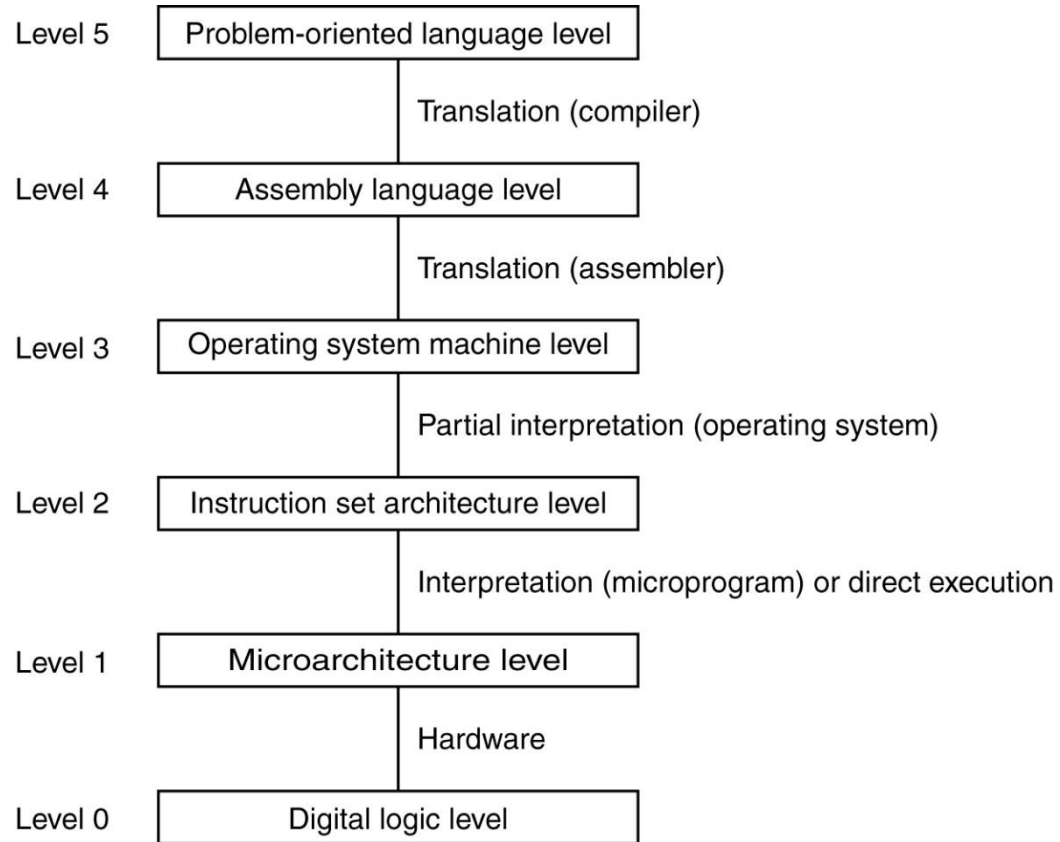 Level 5 Problem-oriented language level
Translation (compiler)
Level 4 Assembly language level
Translation (assembler)
Level 3 Operating system machine level
Partial interpretation (operating system)
Level 2 Instruction set architecture level
Interpretation (microprogram) or direct execution
Level 1 Microarchitecture level
Hardware
Level 0 Digital logic level